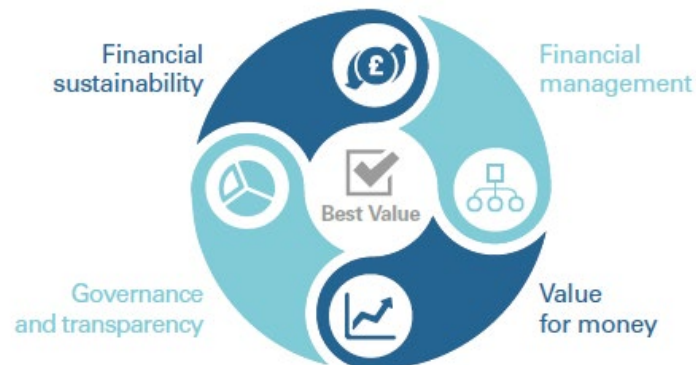 Financial
sustainability
Financial
management
£
Best Value
Governance
and transparency
Value
for money